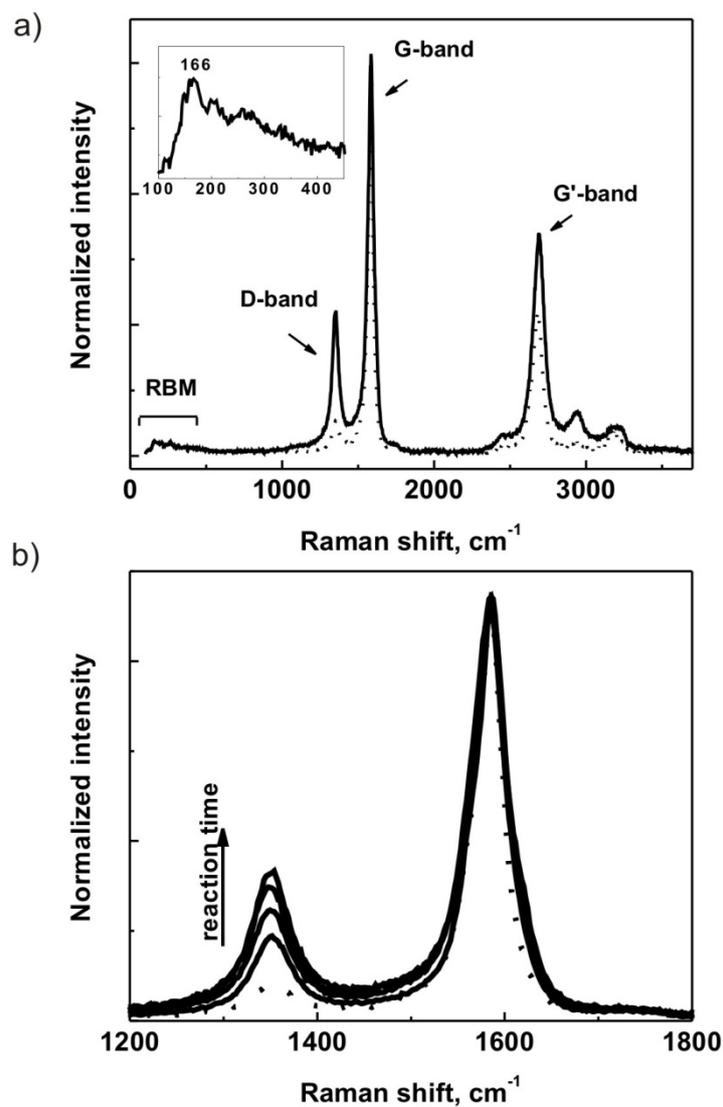 a)
Normalized intensity
166
100 200 300 400
G-band
G'-band
D-band
RBM
0 1000 2000 3000
Raman shift, cm-1
b)
Normalized intensity
reaction time
1200 1400 1600 1800
Raman shift, cm-1